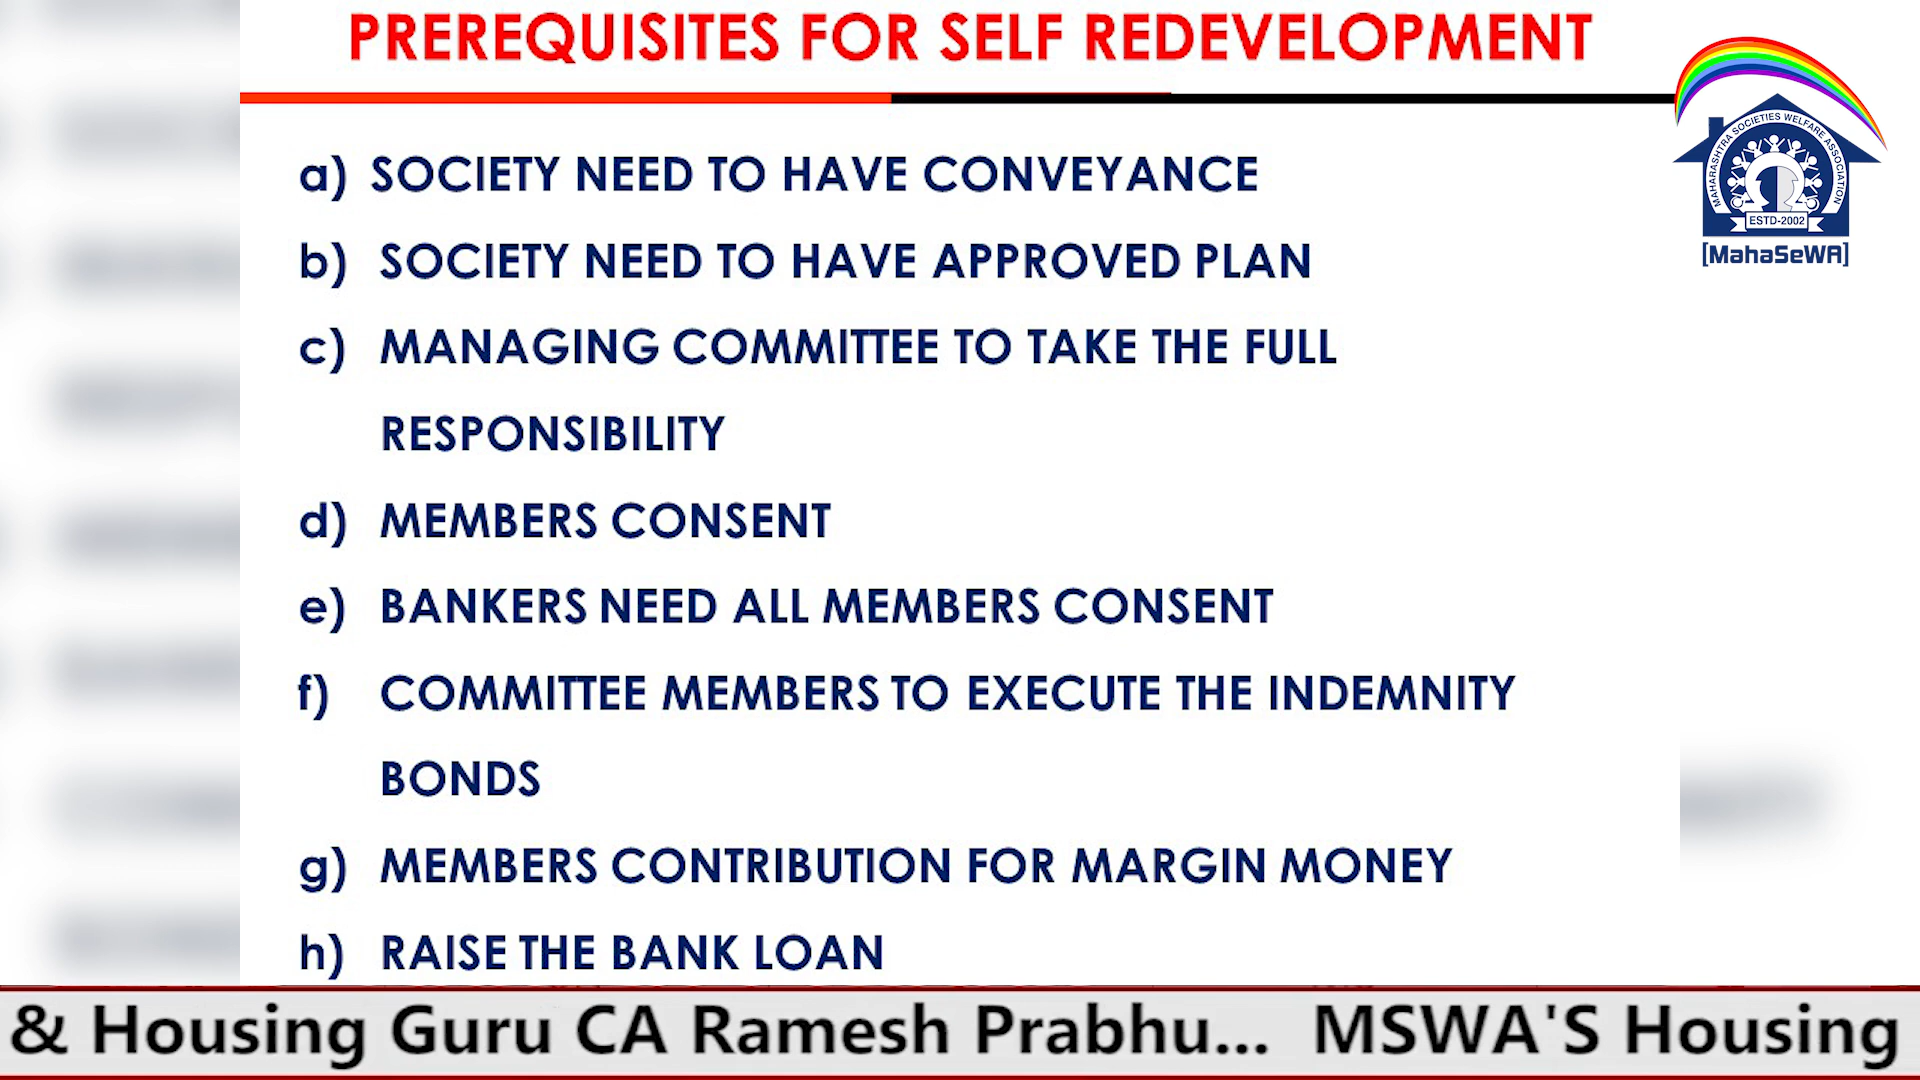 PREREQUISITES FOR SELF REDEVELOPMENT
a) SOCIETY NEED TO HAVE CONVEYANCE
b) SOCIETY NEED TO HAVE APPROVED PLAN
c) MANAGING COMMITTEE TO TAKE THE FULL
RESPONSIBILITY
d) MEMBERS CONSENT
e) BANKERS NEED ALL MEMBERS CONSENT
f) COMMITTEE MEMBERS TO EXECUTE THE INDEMNITY
BONDS
g) MEMBERS CONTRIBUTION FOR MARGIN MONEY
h) RAISE THE BANK LOAN
MAHARASHTRA SOCIETIES WELFARE ASSOCIATION
ESTD-2002
[MahaSeWA]
& Housing Guru CA Ramesh Prabhu... MSWA'S Housing